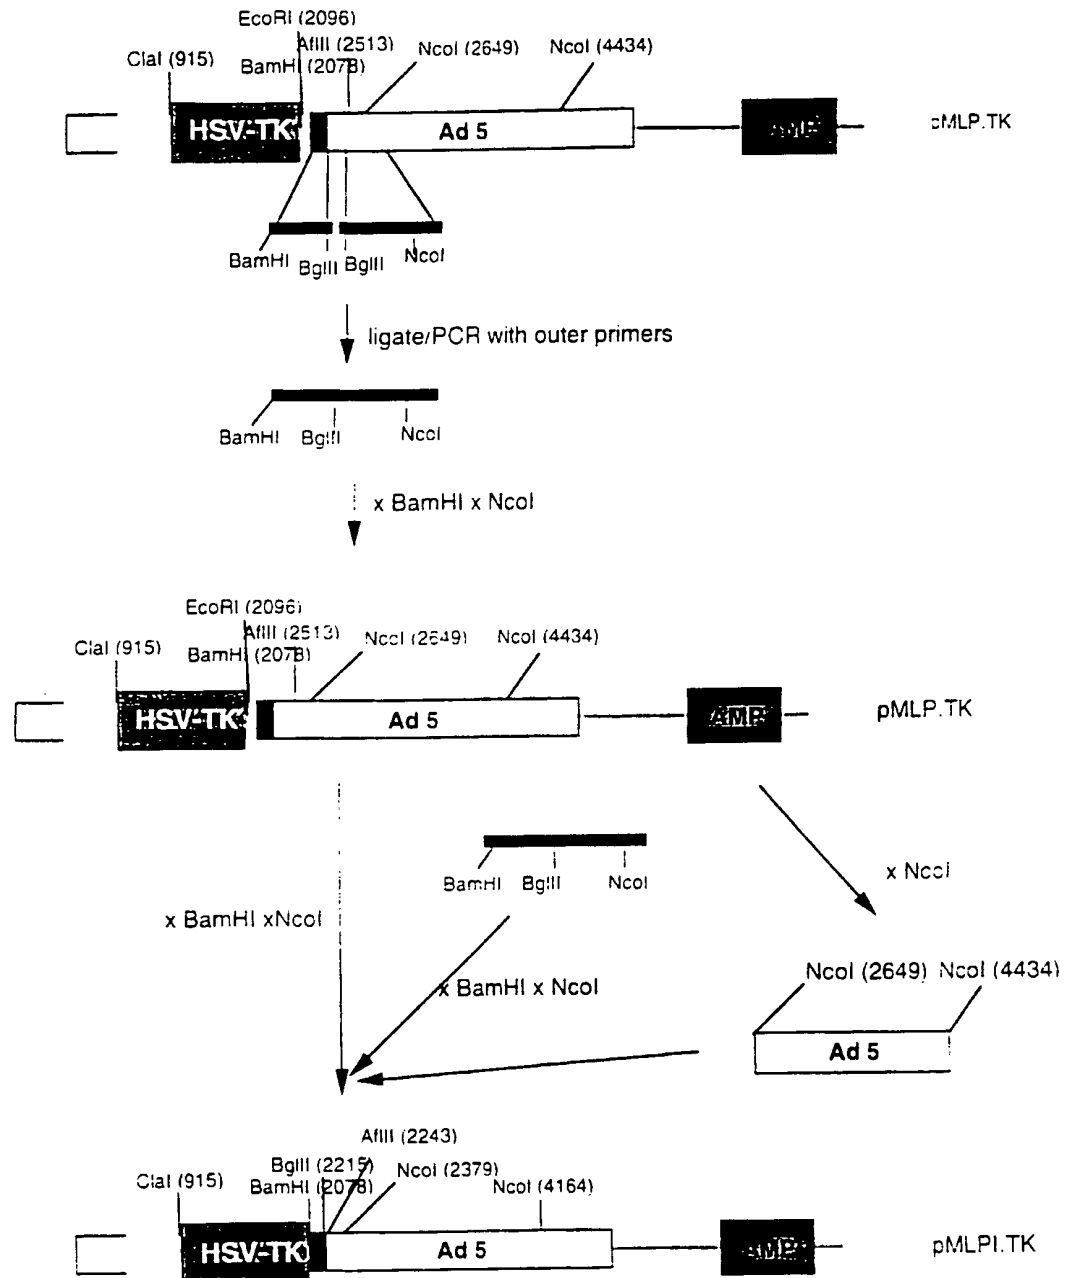 EcoRI (2096)
AflII (2513)
NcoI (2649)
NcoI (4434)
ClaI (915)
BamHI (2078)
HSV-TK
Ad 5
AMP
pMLP.TK
BamHI
BglII
BglII
NcoI
ligate/PCR with outer primers
BamHI
BglII
NcoI
x BamHI x NcoI
EcoRI (2096)
AflII (2513)
NcoI (2649)
NcoI (4434)
ClaI (915)
BamHI (2078)
HSV-TK
Ad 5
AMP
pMLP.TK
BamHI
BglII
NcoI
x NcoI
x BamHI xNcoI
x BamHI x NcoI
NcoI (2649) NcoI (4434)
Ad 5
AflII (2243)
BglII (2215)
NcoI (2379)
ClaI (915)
BamHI (2078)
NcoI (4164)
HSV-TK
Ad 5
AMP
pMLPI.TK